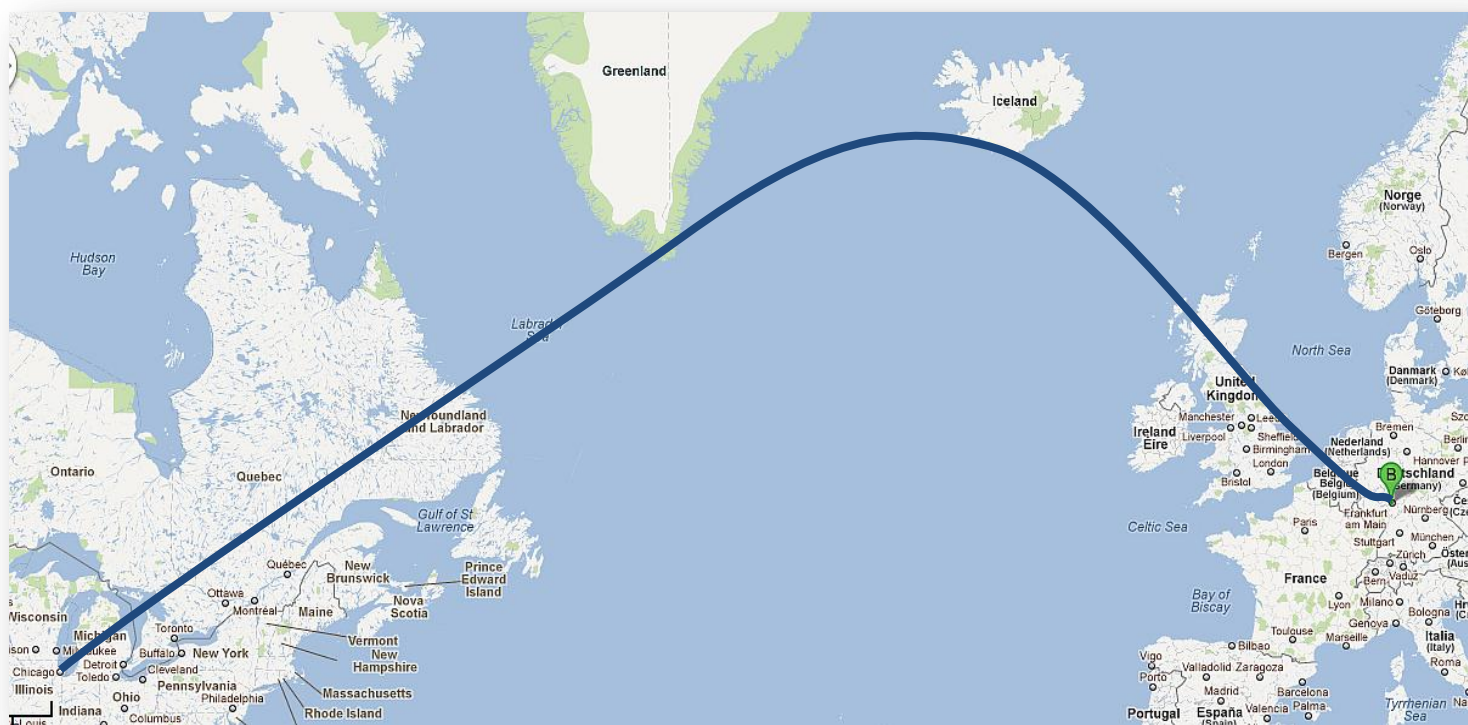 Greenland
Iceland
Norge
(Norway)
Bergen
Oslo
Hudson
Bay
Göteborg
Labrador
Sea
North Sea
Danmark
(Denmark)
United
Kingdom
Newfoundland
and Labrador
Manchester
Leeds
Ireland
Éire
Liverpool
Sheffield
Birmingham
Nederland
(Netherlands)
Bremen
Hannover
London
Bristol
België
(Belgium)
B
Deutschland
(Germany)
Ontario
Quebec
Gulf of St
Lawrence
Celtic Sea
Paris
Frankfurt
am Main
Nürnberg
Stuttgart
München
Zürich
Bern
Vaduz
Québec
New
Brunswick
Prince
Edward
Island
France
Ottawa
Montréal
Maine
Nova
Scotia
Bay of
Biscay
Lyon
Milano
Bologna
Genova
Wisconsin
Michigan
Toronto
Vermont
Toulouse
Marseille
Italia
(Italy)
Buffalo
New York
New
Hampshire
Bilbao
Vigo
Roma
Chicago
Detroit
Toledo
Cleveland
Porto
Valladolid
Zaragoza
Illinois
Ohio
Pennsylvania
Massachusetts
Madrid
Barcelona
Indiana
Philadelphia
Rhode Island
Portugal
España
(Spain)
Valencia
Palma
Tyrrhenian
Sea
Columbus